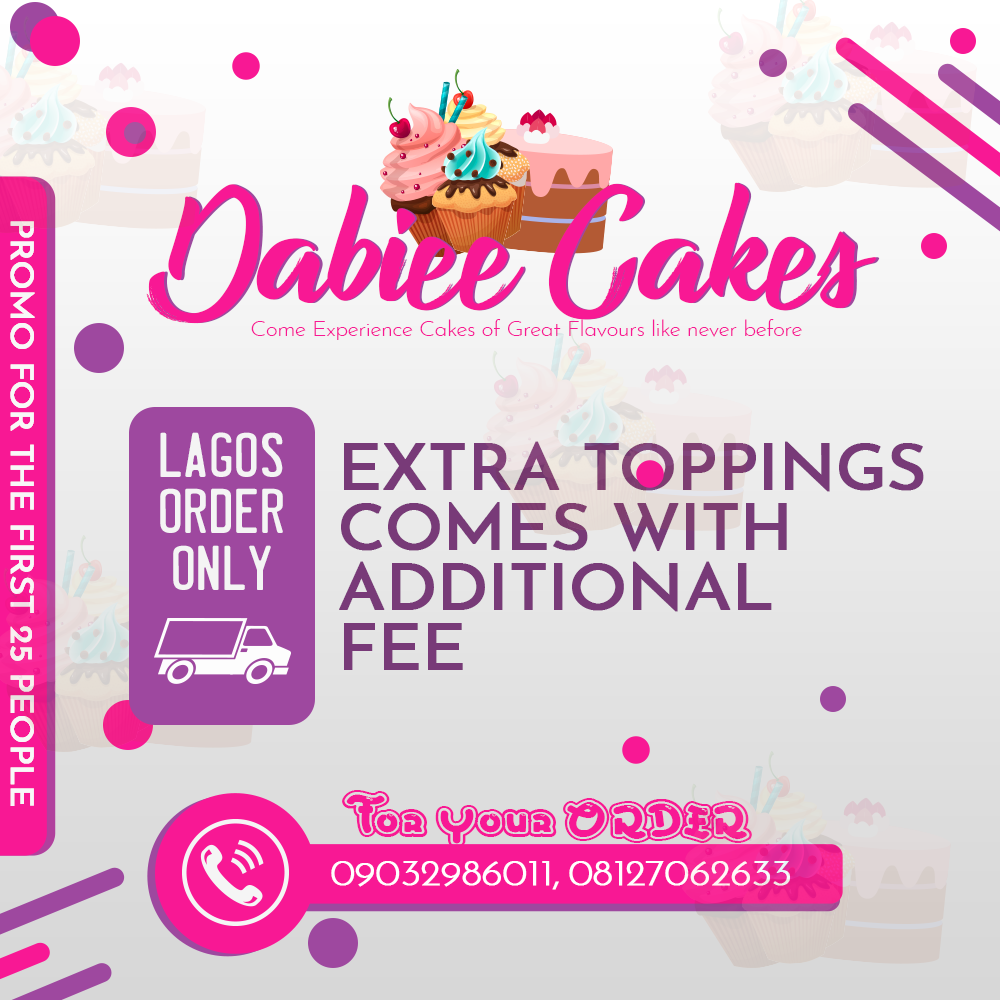 Dabiee Cakes
Come Experience Cakes of Great Flavours like never before
PROMO FOR THE FIRST 25 PEOPLE
LAGOS
ORDER
ONLY
EXTRA TOPPINGS
COMES WITH
ADDITIONAL
FEE
For Your ORDER
09032986011, 08127062633